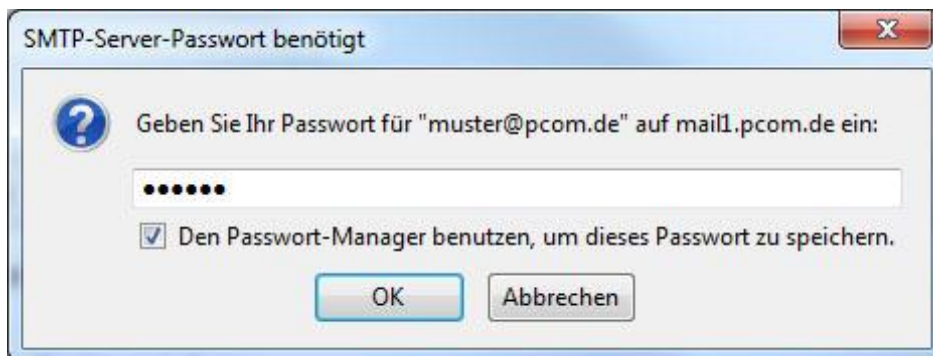 SMTP-Server-Passwort benötigt
Geben Sie Ihr Passwort für "muster@pcom.de" auf mail1.pcom.de ein:
••••••
Den Passwort-Manager benutzen, um dieses Passwort zu speichern.
OK Abbrechen